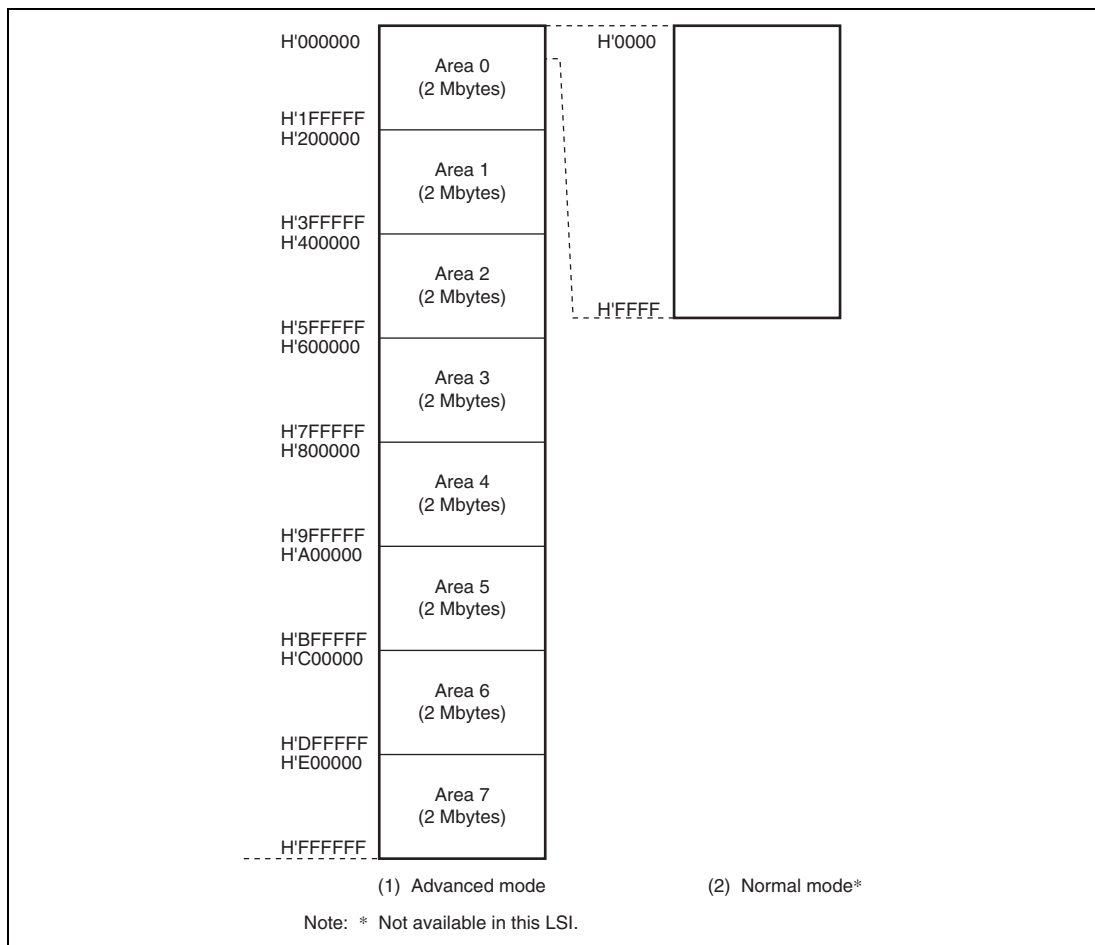 H'000000
H'0000
Area 0
(2 Mbytes)
H'1FFFFF
H'200000
Area 1
(2 Mbytes)
H'3FFFFF
H'400000
Area 2
(2 Mbytes)
H'FFFF
H'5FFFFF
H'600000
Area 3
(2 Mbytes)
H'7FFFFF
H'800000
Area 4
(2 Mbytes)
H'9FFFFF
H'A00000
Area 5
(2 Mbytes)
H'BFFFFF
H'C00000
Area 6
(2 Mbytes)
H'DFFFFF
H'E00000
Area 7
(2 Mbytes)
H'FFFFFF
(1) Advanced mode
(2) Normal mode*
Note: * Not available in this LSI.